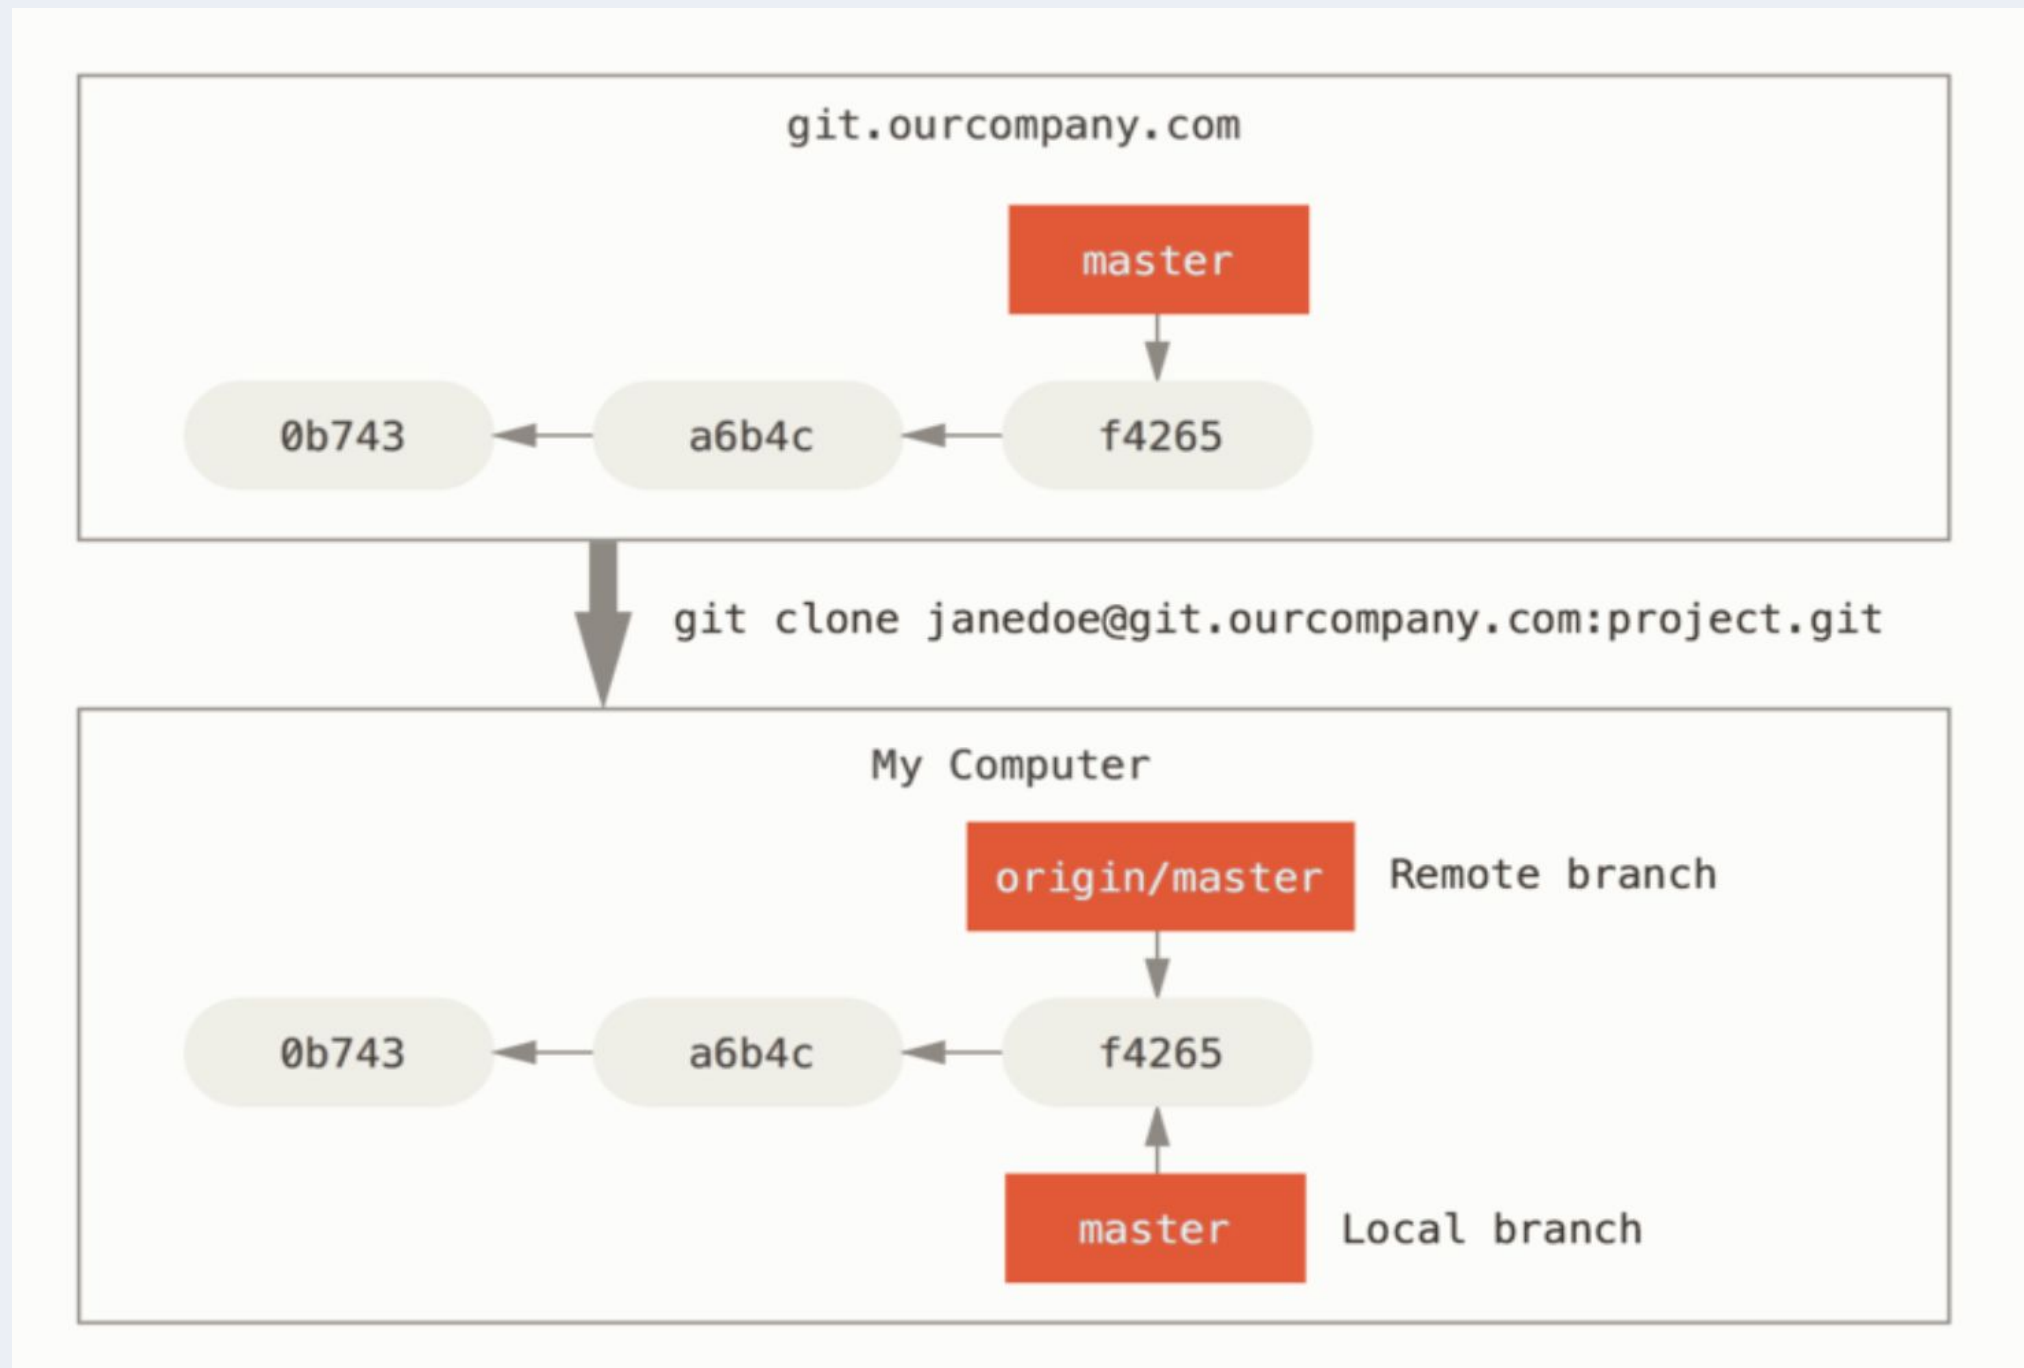 git.ourcompany.com
master
0b743 a6b4c f4265
git clone janedoe@git.ourcompany.com:project.git
My Computer
origin/master Remote branch
0b743 a6b4c f4265
master Local branch